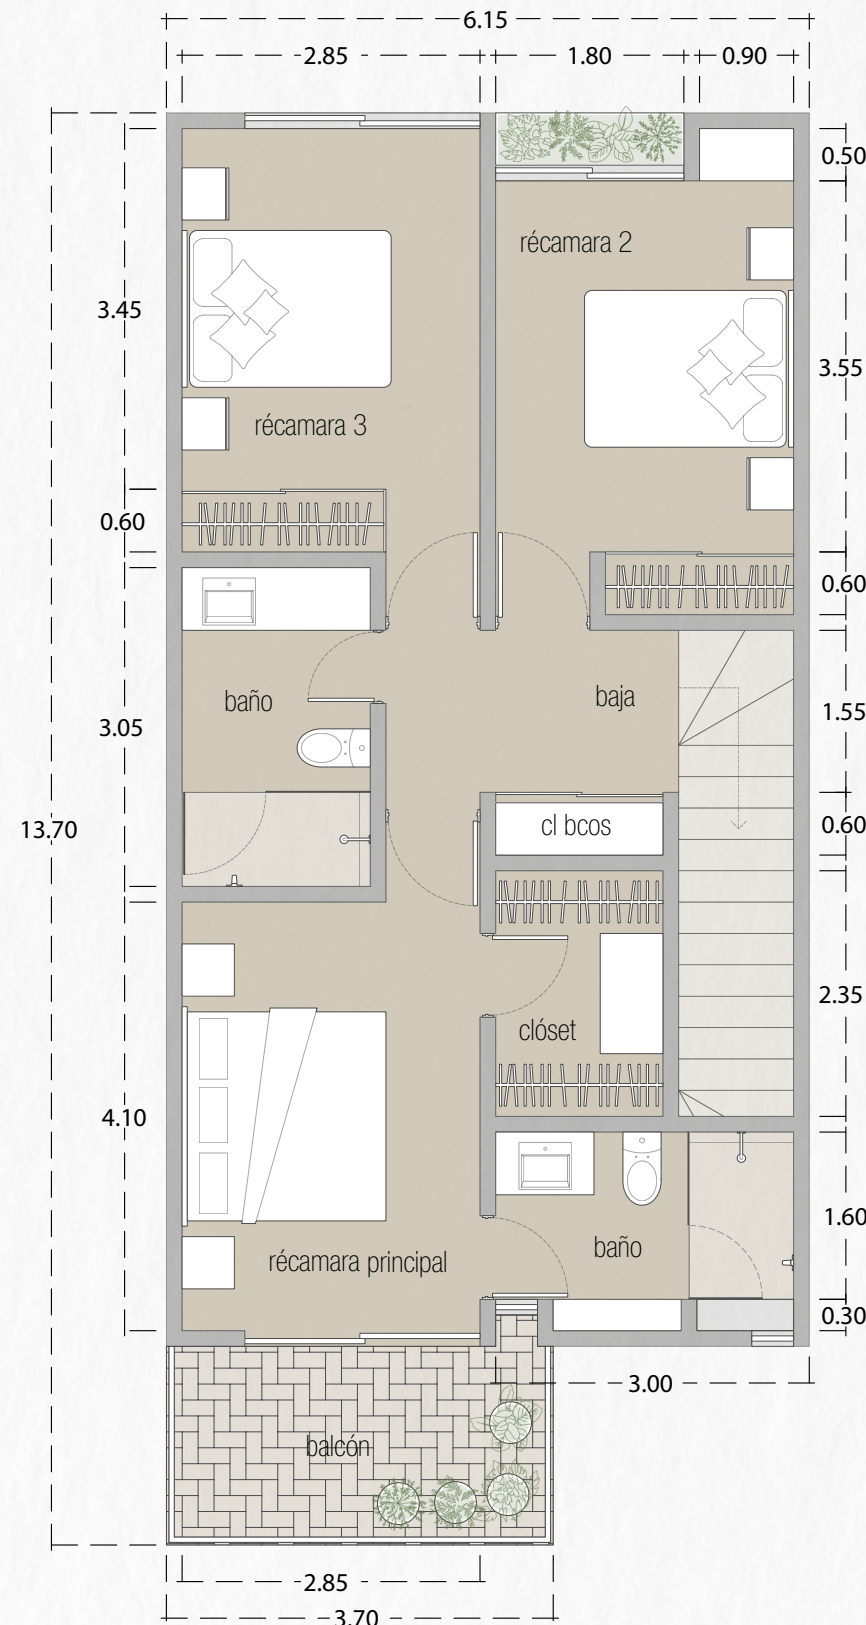 6.15
2.85
1.80
0.90
0.50
récamara 2
3.45
3.55
récamara 3
0.60
0.60
baño
baja
1.55
3.05
13.70
cl bcos
0.60
2.35
clóset
4.10
1.60
baño
récamara principal
0.30
3.00
balcón
2.85
3.70